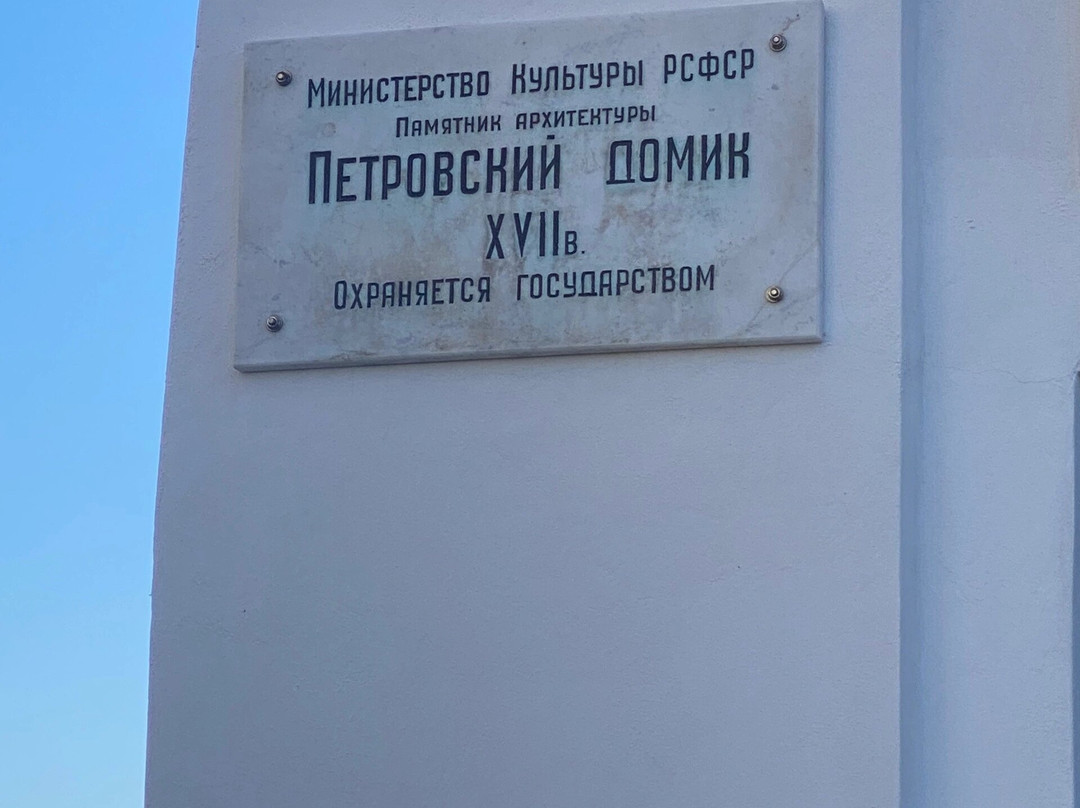 Министерство Культуры РСФСР
Памятник архитектуры
Петровский домик
XVIIв.
Охраняется государством